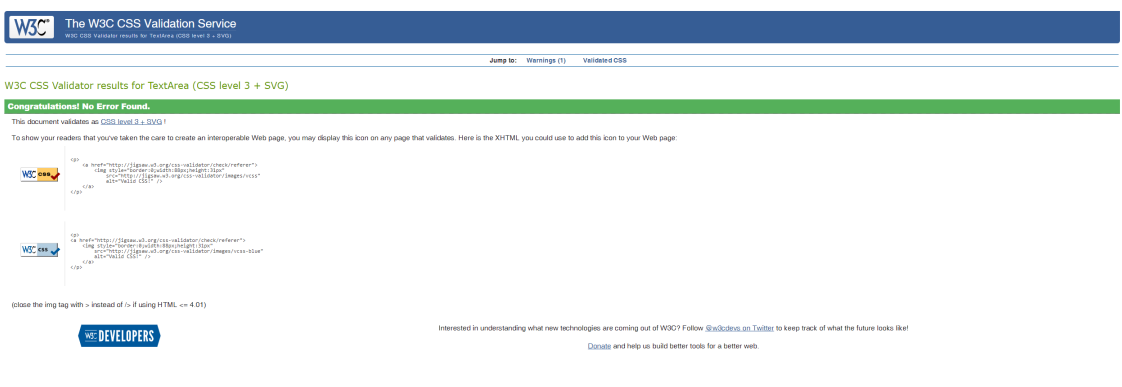 W3C The W3C CSS Validation Service
W3C CSS Validator results for TextArea (CSS level 3 + SVG)
Jump to: Warnings (1) Validated CSS
W3C CSS Validator results for TextArea (CSS level 3 + SVG)
Congratulations! No Error Found.
This document validates as CSS level 3 + SVG !
To show your readers that you've taken the care to create an interoperable Web page, you may display this icon on any page that validates. Here is the XHTML you could use to add this icon to your Web page:
W3C css
<p>
<a href="http://jigsaw.w3.org/css-validator/check/referer">
<img style="border:0;width:88px;height:31px"
src="http://jigsaw.w3.org/css-validator/images/vcss"
alt="Valid CSS!" />
</a>
</p>
W3C css
<p>
<a href="http://jigsaw.w3.org/css-validator/check/referer">
<img style="border:0;width:88px;height:31px"
src="http://jigsaw.w3.org/css-validator/images/vcss-blue"
alt="Valid CSS!" />
</a>
</p>
(close the img tag with > instead of /> if using HTML <= 4.01)
W3C DEVELOPERS
Interested in understanding what new technologies are coming out of W3C? Follow @w3cdevs on Twitter to keep track of what the future looks like!
Donate and help us build better tools for a better web.